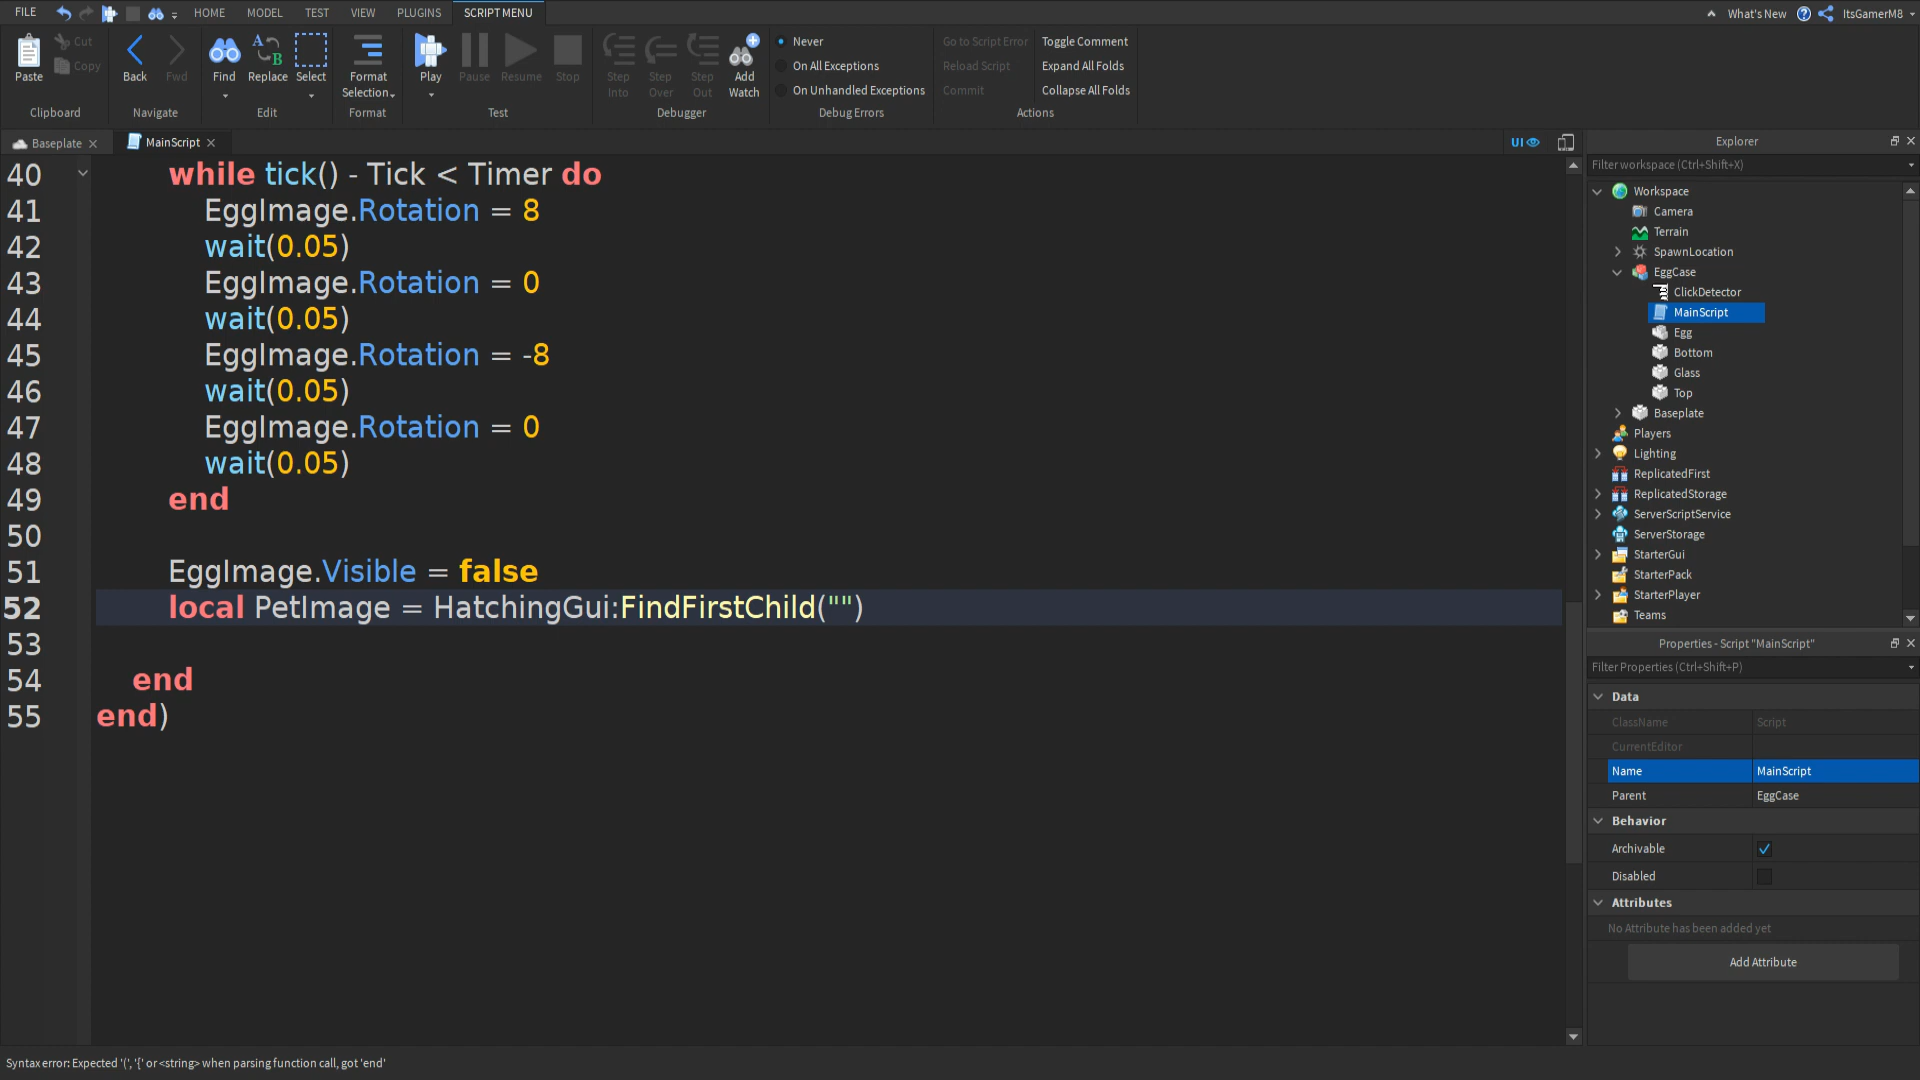 FILE HOME MODEL TEST VIEW PLUGINS SCRIPT MENU What's New ItsGamerM8
Paste Cut Copy Clipboard
Back Fwd Navigate
Find Replace Select Edit
Format Selection Format
Play Pause Resume Stop Test
Step Into Step Over Step Out Add Watch Debugger
Never
On All Exceptions
On Unhandled Exceptions
Debug Errors
Go to Script Error Toggle Comment
Reload Script Expand All Folds
Commit Collapse All Folds
Actions
Baseplate MainScript UI
40 while tick() - Tick < Timer do
41 EggImage.Rotation = 8
42 wait(0.05)
43 EggImage.Rotation = 0
44 wait(0.05)
45 EggImage.Rotation = -8
46 wait(0.05)
47 EggImage.Rotation = 0
48 wait(0.05)
49 end
50
51 EggImage.Visible = false
52 local PetImage = HatchingGui:FindFirstChild("")
53
54 end
55 end)
Explorer
Filter workspace (Ctrl+Shift+X)
Workspace
Camera
Terrain
SpawnLocation
EggCase
ClickDetector
MainScript
Egg
Bottom
Glass
Top
Baseplate
Players
Lighting
ReplicatedFirst
ReplicatedStorage
ServerScriptService
ServerStorage
StarterGui
StarterPack
StarterPlayer
Teams
Properties - Script "MainScript"
Filter Properties (Ctrl+Shift+P)
Data
ClassName Script
CurrentEditor
Name MainScript
Parent EggCase
Behavior
Archivable
Disabled
Attributes
No Attribute has been added yet
Add Attribute
Syntax error: Expected '(', '{' or <string> when parsing function call, got 'end'